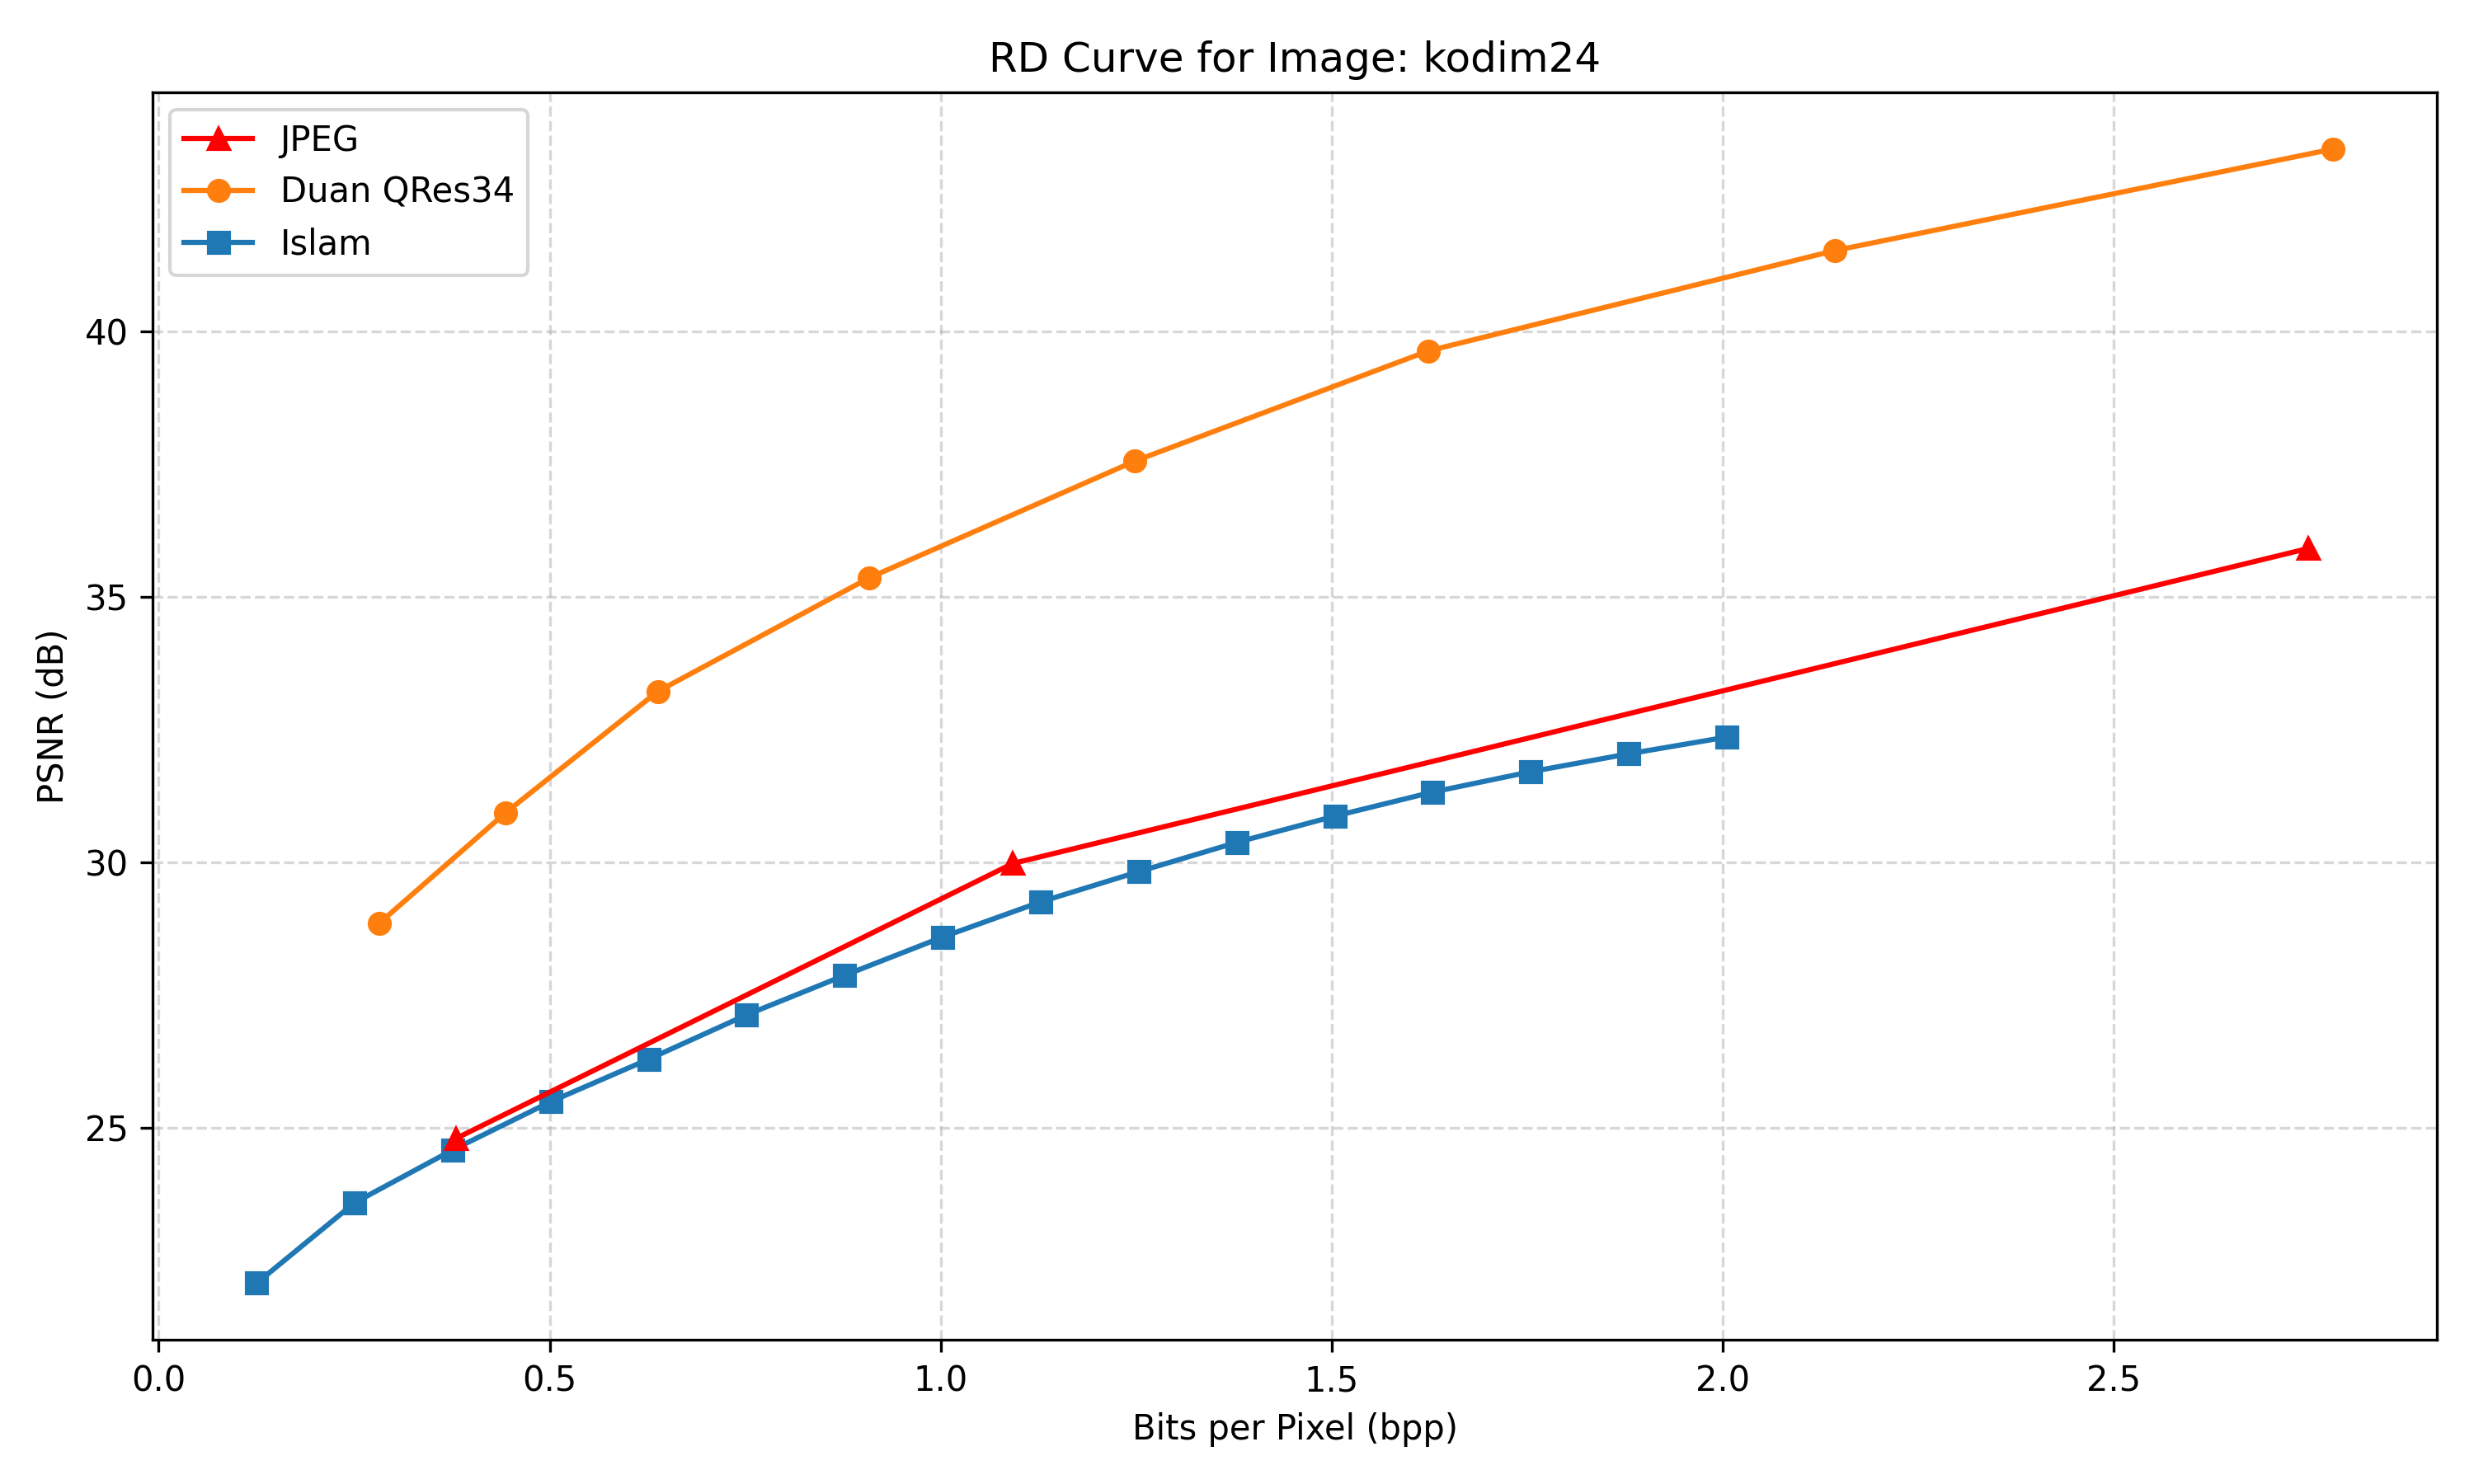 RD Curve for Image: kodim24
JPEG
Duan QRes34
Islam
40
35
30
25
PSNR (dB)
0.0 0.5 1.0 1.5 2.0 2.5
Bits per Pixel (bpp)